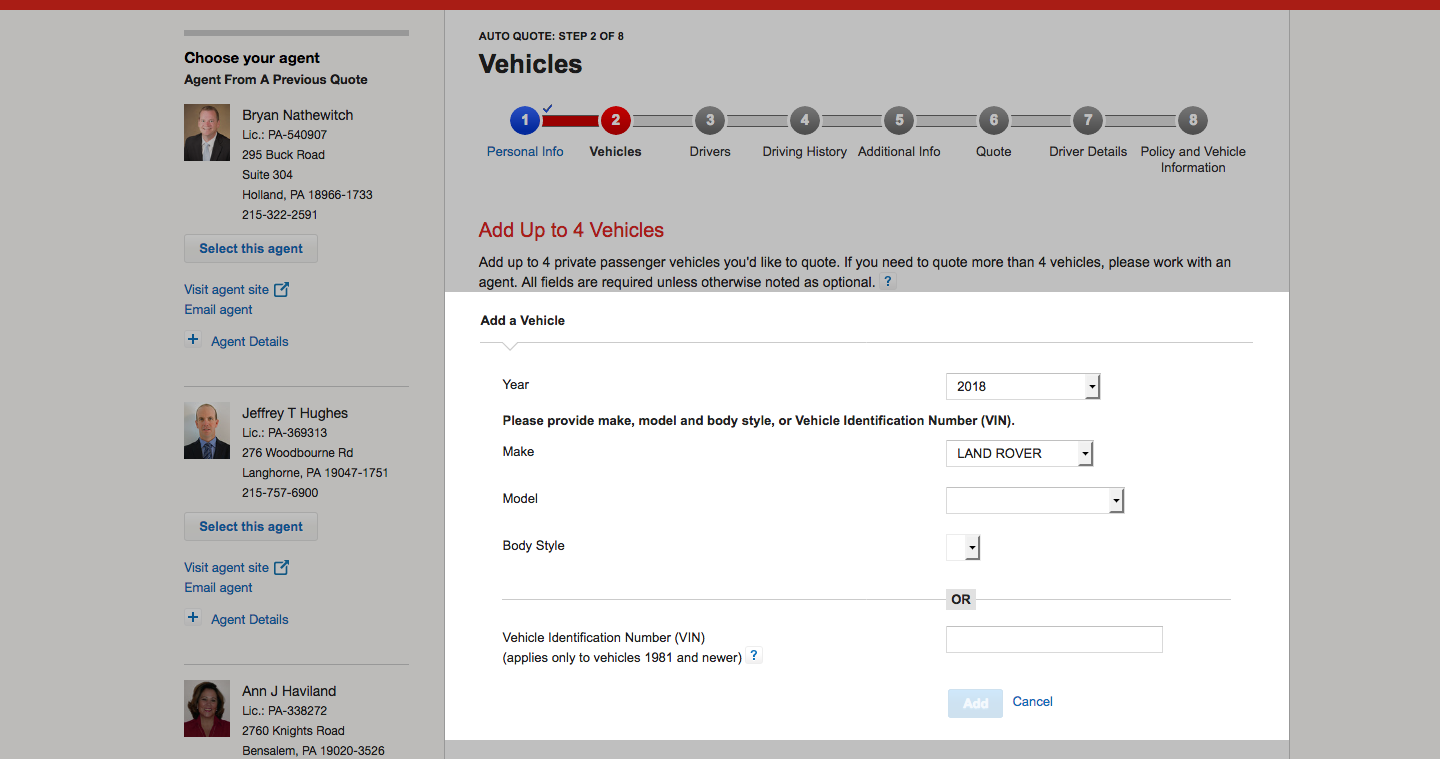 Choose your agent
Agent From A Previous Quote
Bryan Nathewitch
Lic.: PA-540907
295 Buck Road
Suite 304
Holland, PA 18966-1733
215-322-2591
Select this agent
Visit agent site
Email agent
+ Agent Details
Jeffrey T Hughes
Lic.: PA-369313
276 Woodbourne Rd
Langhorne, PA 19047-1751
215-757-6900
Select this agent
Visit agent site
Email agent
+ Agent Details
Ann J Haviland
Lic.: PA-338272
2760 Knights Road
Bensalem, PA 19020-3526
AUTO QUOTE: STEP 2 OF 8
Vehicles
1 2 3 4 5 6 7 8
Personal Info Vehicles Drivers Driving History Additional Info Quote Driver Details Policy and Vehicle
Information
Add Up to 4 Vehicles
Add up to 4 private passenger vehicles you'd like to quote. If you need to quote more than 4 vehicles, please work with an
agent. All fields are required unless otherwise noted as optional. ?
Add a Vehicle
Year 2018
Please provide make, model and body style, or Vehicle Identification Number (VIN).
Make LAND ROVER
Model
Body Style
OR
Vehicle Identification Number (VIN)
(applies only to vehicles 1981 and newer) ?
Add Cancel